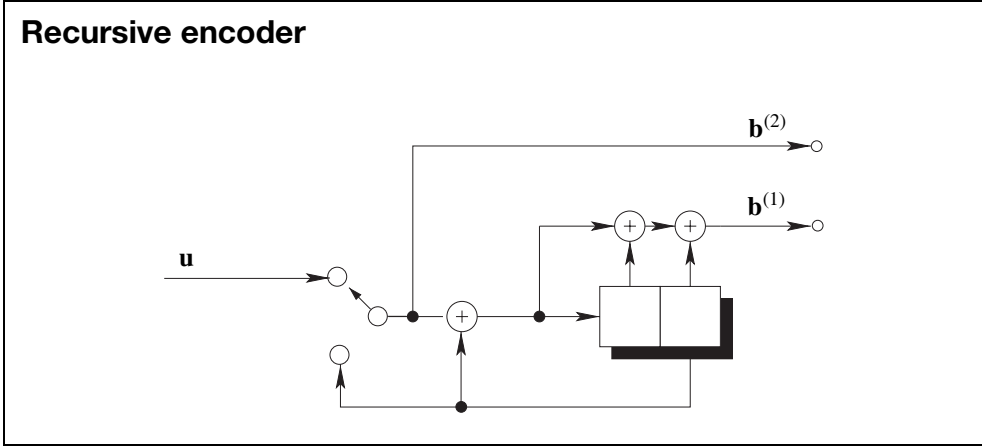 Recursive encoder
b(2)
b(1)
u
+ +
+